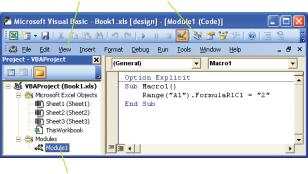 Microsoft Visual Basic - Book1.xls [design] - [Module1 (Code)]
File Edit View Insert Format Debug Run Tools Window Help
Project - VBAProject
VBAProject (Book1.xls)
Microsoft Excel Objects
Sheet1 (Sheet1)
Sheet2 (Sheet2)
Sheet3 (Sheet3)
ThisWorkbook
Modules
Module1
(General) Macro1
Option Explicit
Sub Macro1()
Range("A1").FormulaR1C1 = "2"
End Sub